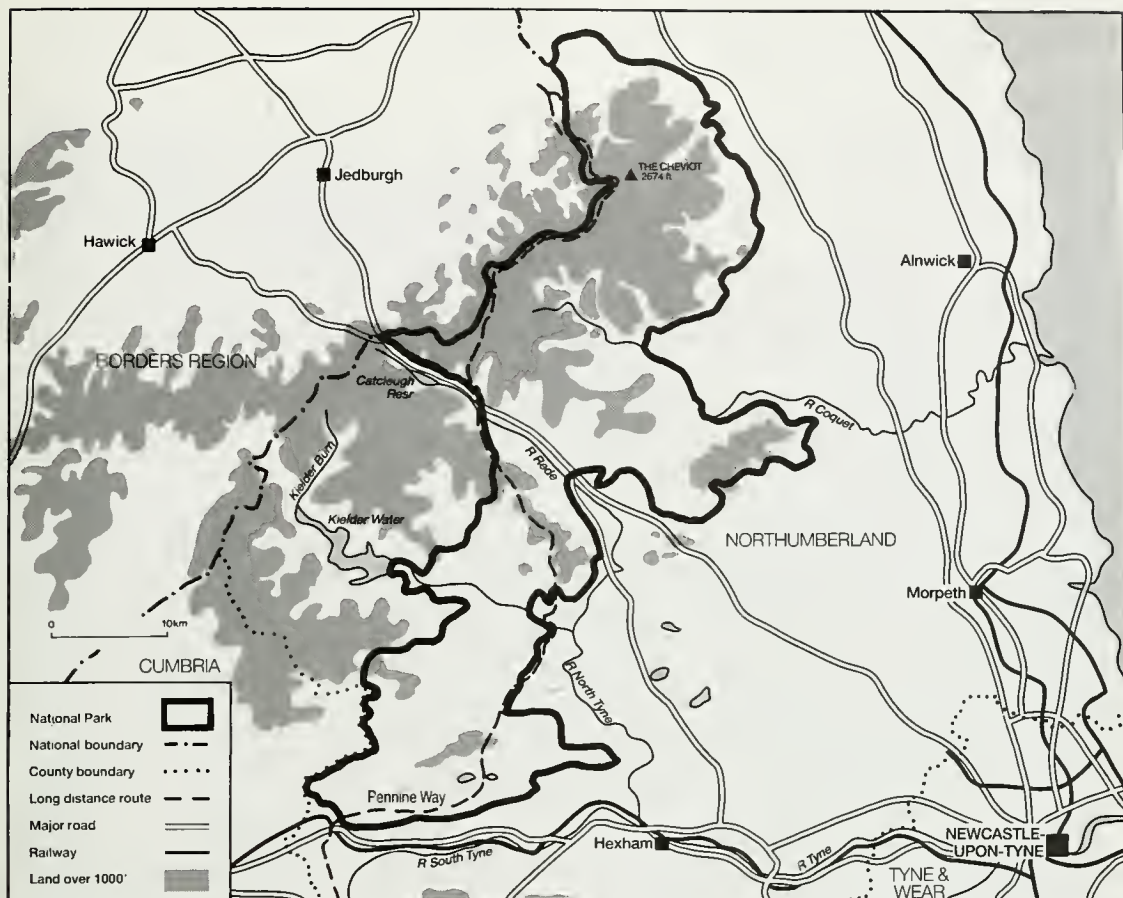 THE CHEVIOT
2674 ft
Jedburgh
Hawick
Alnwick
BORDERS REGION
Catcleugh
Resr
R Coquet
R Rede
Kielder Burn
Kielder Water
NORTHUMBERLAND
Morpeth
0 10km
CUMBRIA
R North Tyne
National Park
National boundary
County boundary
Long distance route
Major road
Railway
Land over 1000'
Pennine Way
Hexham
R South Tyne
R Tyne
NEWCASTLE-
UPON-TYNE
TYNE &
WEAR